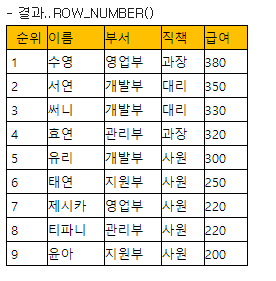 - 결과..ROW_NUMBER()
순위 이름 부서 직책 급여
1 수영 영업부 과장 380
2 서연 개발부 대리 350
3 써니 개발부 대리 330
4 효연 관리부 과장 320
5 유리 개발부 사원 300
6 태연 지원부 사원 250
7 제시카 영업부 사원 220
8 티파니 관리부 사원 220
9 윤아 지원부 사원 200